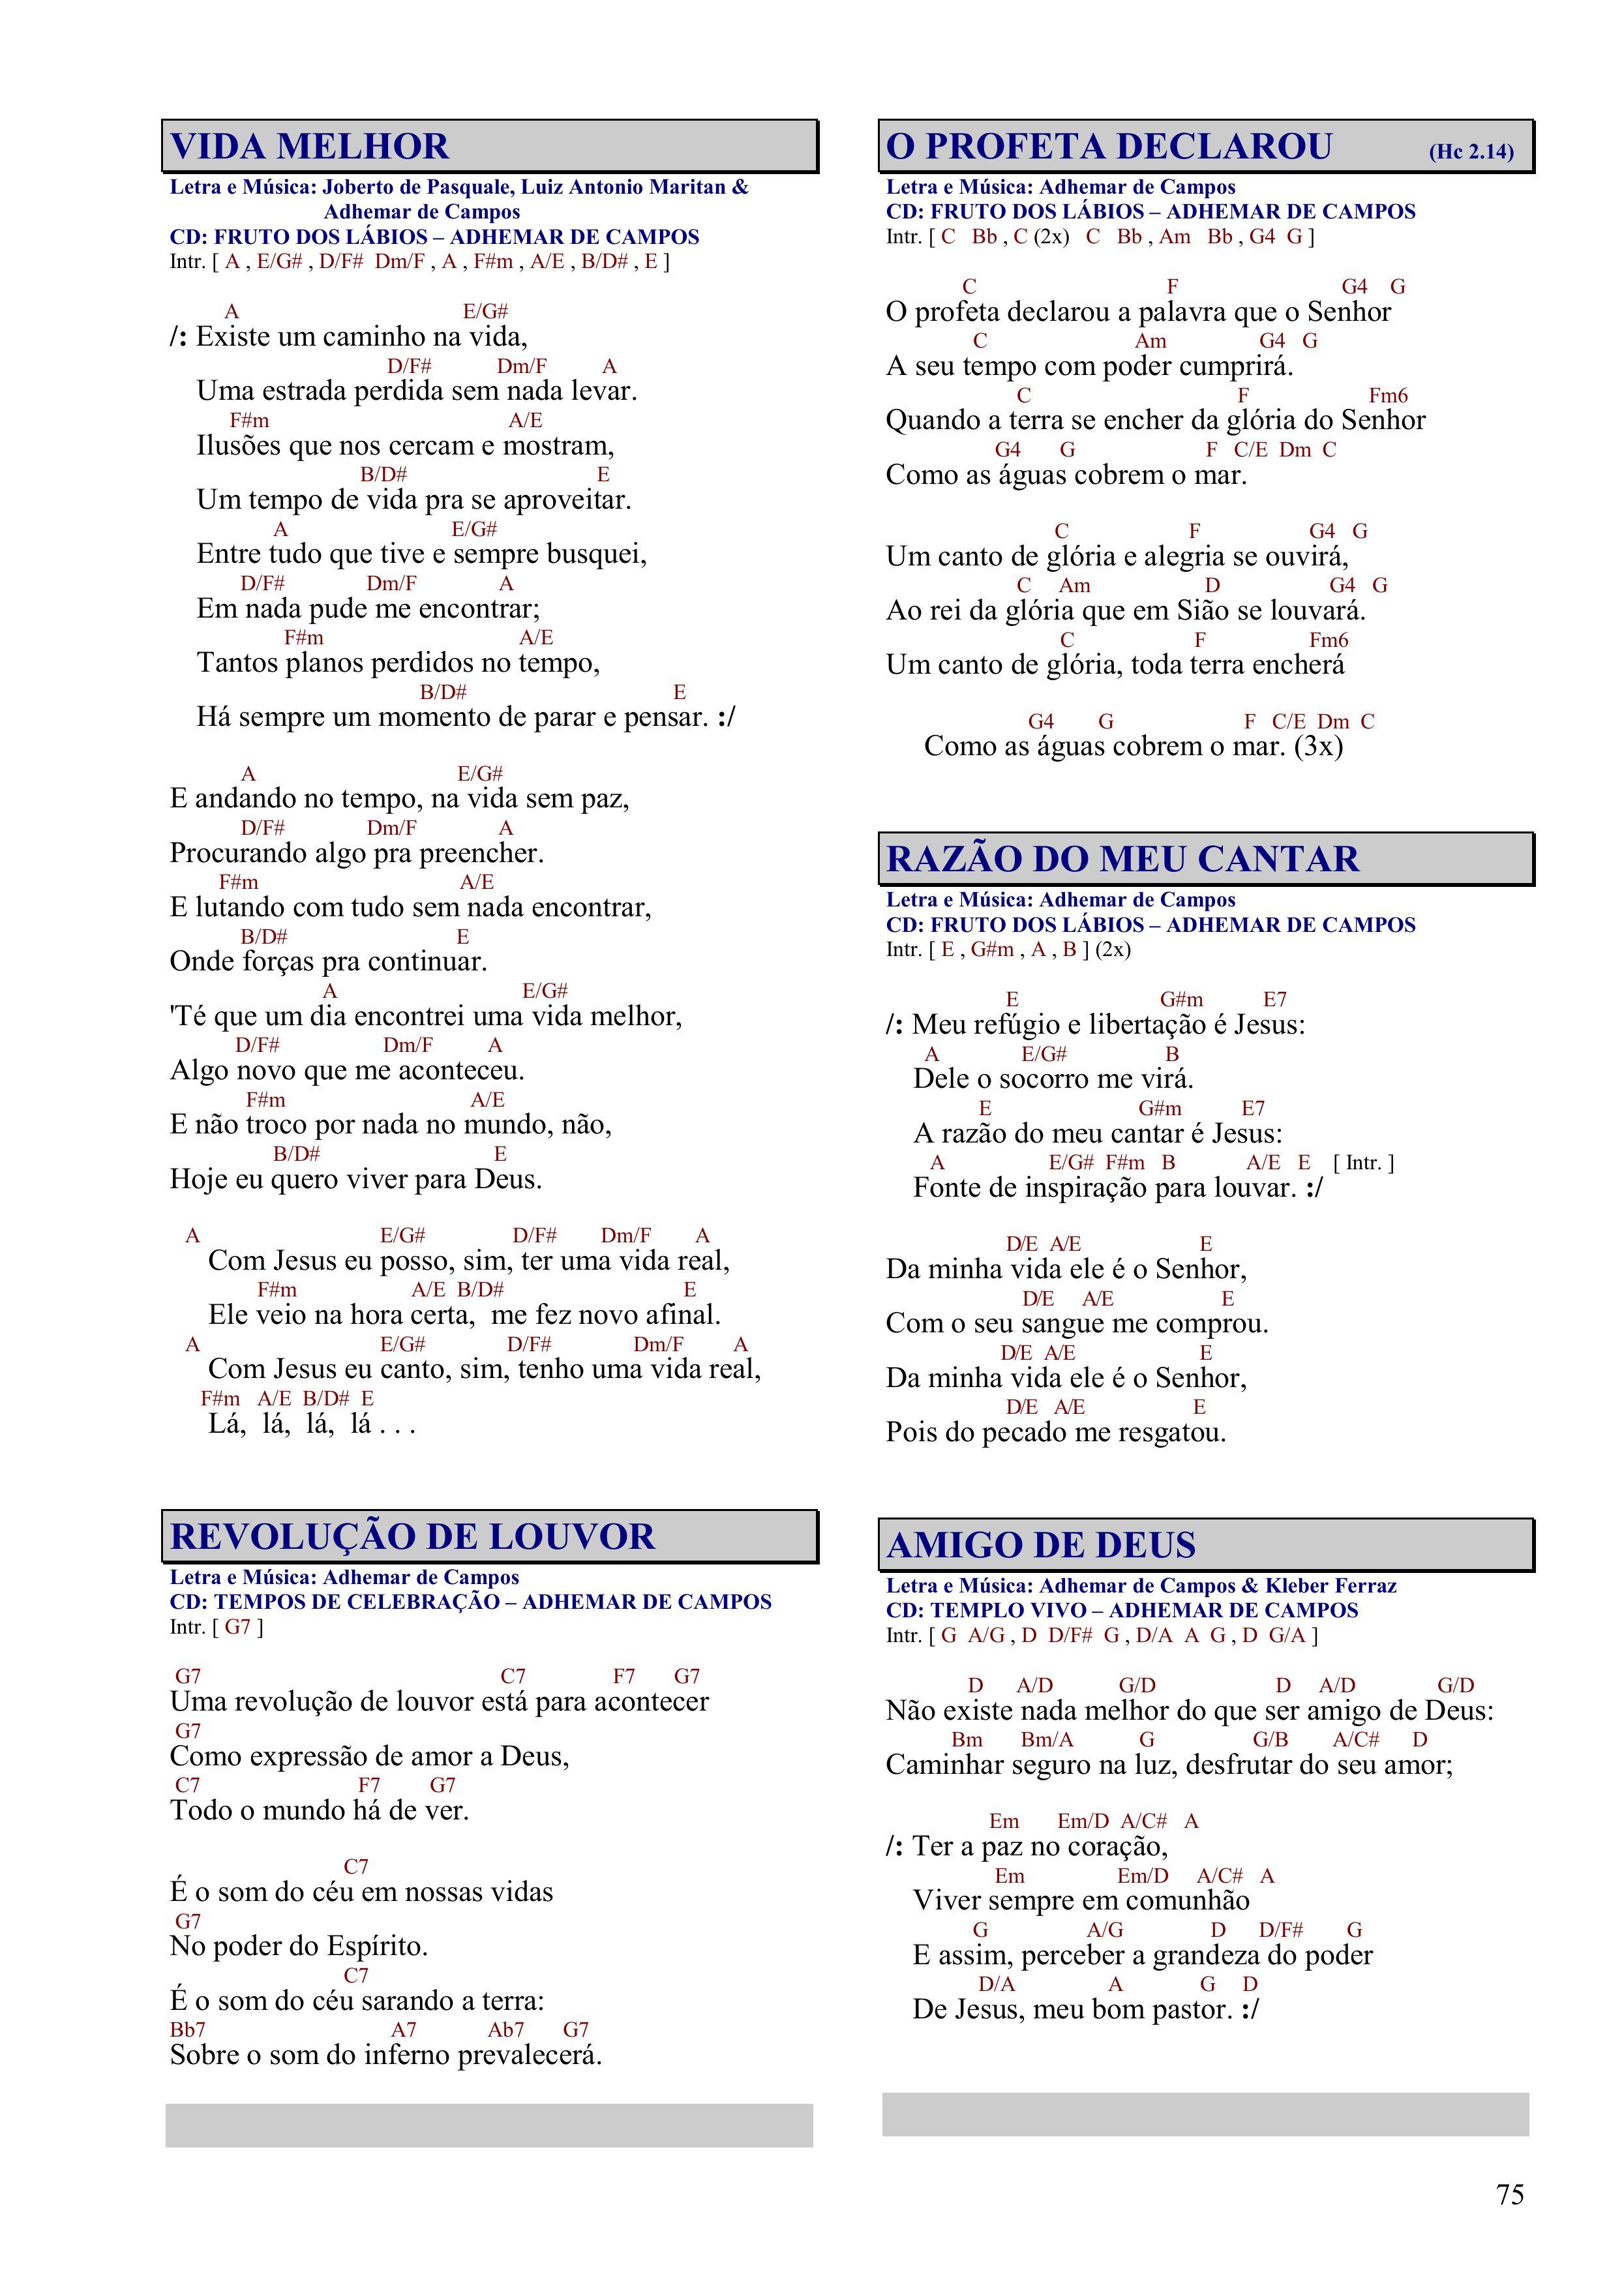 VIDA MELHOR
Letra e Música: Joberto de Pasquale, Luiz Antonio Maritan &
Adhemar de Campos
CD: FRUTO DOS LÁBIOS – ADHEMAR DE CAMPOS
Intr. [ A , E/G# , D/F# Dm/F , A , F#m , A/E , B/D# , E ]
A E/G#
/: Existe um caminho na vida,
D/F# Dm/F A
Uma estrada perdida sem nada levar.
F#m A/E
Ilusões que nos cercam e mostram,
B/D# E
Um tempo de vida pra se aproveitar.
A E/G#
Entre tudo que tive e sempre busquei,
D/F# Dm/F A
Em nada pude me encontrar;
F#m A/E
Tantos planos perdidos no tempo,
B/D# E
Há sempre um momento de parar e pensar. :/
A E/G#
E andando no tempo, na vida sem paz,
D/F# Dm/F A
Procurando algo pra preencher.
F#m A/E
E lutando com tudo sem nada encontrar,
B/D# E
Onde forças pra continuar.
A E/G#
'Té que um dia encontrei uma vida melhor,
D/F# Dm/F A
Algo novo que me aconteceu.
F#m A/E
E não troco por nada no mundo, não,
B/D# E
Hoje eu quero viver para Deus.
A E/G# D/F# Dm/F A
Com Jesus eu posso, sim, ter uma vida real,
F#m A/E B/D# E
Ele veio na hora certa, me fez novo afinal.
A E/G# D/F# Dm/F A
Com Jesus eu canto, sim, tenho uma vida real,
F#m A/E B/D# E
Lá, lá, lá, lá . . .
REVOLUÇÃO DE LOUVOR
Letra e Música: Adhemar de Campos
CD: TEMPOS DE CELEBRAÇÃO – ADHEMAR DE CAMPOS
Intr. [ G7 ]
G7 C7 F7 G7
Uma revolução de louvor está para acontecer
G7
Como expressão de amor a Deus,
C7 F7 G7
Todo o mundo há de ver.
C7
É o som do céu em nossas vidas
G7
No poder do Espírito.
C7
É o som do céu sarando a terra:
Bb7 A7 Ab7 G7
Sobre o som do inferno prevalecerá.
O PROFETA DECLAROU (Hc 2.14)
Letra e Música: Adhemar de Campos
CD: FRUTO DOS LÁBIOS – ADHEMAR DE CAMPOS
Intr. [ C Bb , C (2x) C Bb , Am Bb , G4 G ]
C F G4 G
O profeta declarou a palavra que o Senhor
C Am G4 G
A seu tempo com poder cumprirá.
C F Fm6
Quando a terra se encher da glória do Senhor
G4 G F C/E Dm C
Como as águas cobrem o mar.
C F G4 G
Um canto de glória e alegria se ouvirá,
C Am D G4 G
Ao rei da glória que em Sião se louvará.
C F Fm6
Um canto de glória, toda terra encherá
G4 G F C/E Dm C
Como as águas cobrem o mar. (3x)
RAZÃO DO MEU CANTAR
Letra e Música: Adhemar de Campos
CD: FRUTO DOS LÁBIOS – ADHEMAR DE CAMPOS
Intr. [ E , G#m , A , B ] (2x)
E G#m E7
/: Meu refúgio e libertação é Jesus:
A E/G# B
Dele o socorro me virá.
E G#m E7
A razão do meu cantar é Jesus:
A E/G# F#m B A/E E [ Intr. ]
Fonte de inspiração para louvar. :/
D/E A/E E
Da minha vida ele é o Senhor,
D/E A/E E
Com o seu sangue me comprou.
D/E A/E E
Da minha vida ele é o Senhor,
D/E A/E E
Pois do pecado me resgatou.
AMIGO DE DEUS
Letra e Música: Adhemar de Campos & Kleber Ferraz
CD: TEMPLO VIVO – ADHEMAR DE CAMPOS
Intr. [ G A/G , D D/F# G , D/A A G , D G/A ]
D A/D G/D D A/D G/D
Não existe nada melhor do que ser amigo de Deus:
Bm Bm/A G G/B A/C# D
Caminhar seguro na luz, desfrutar do seu amor;
Em Em/D A/C# A
/: Ter a paz no coração,
Em Em/D A/C# A
Viver sempre em comunhão
G A/G D D/F# G
E assim, perceber a grandeza do poder
D/A A G D
De Jesus, meu bom pastor. :/
75